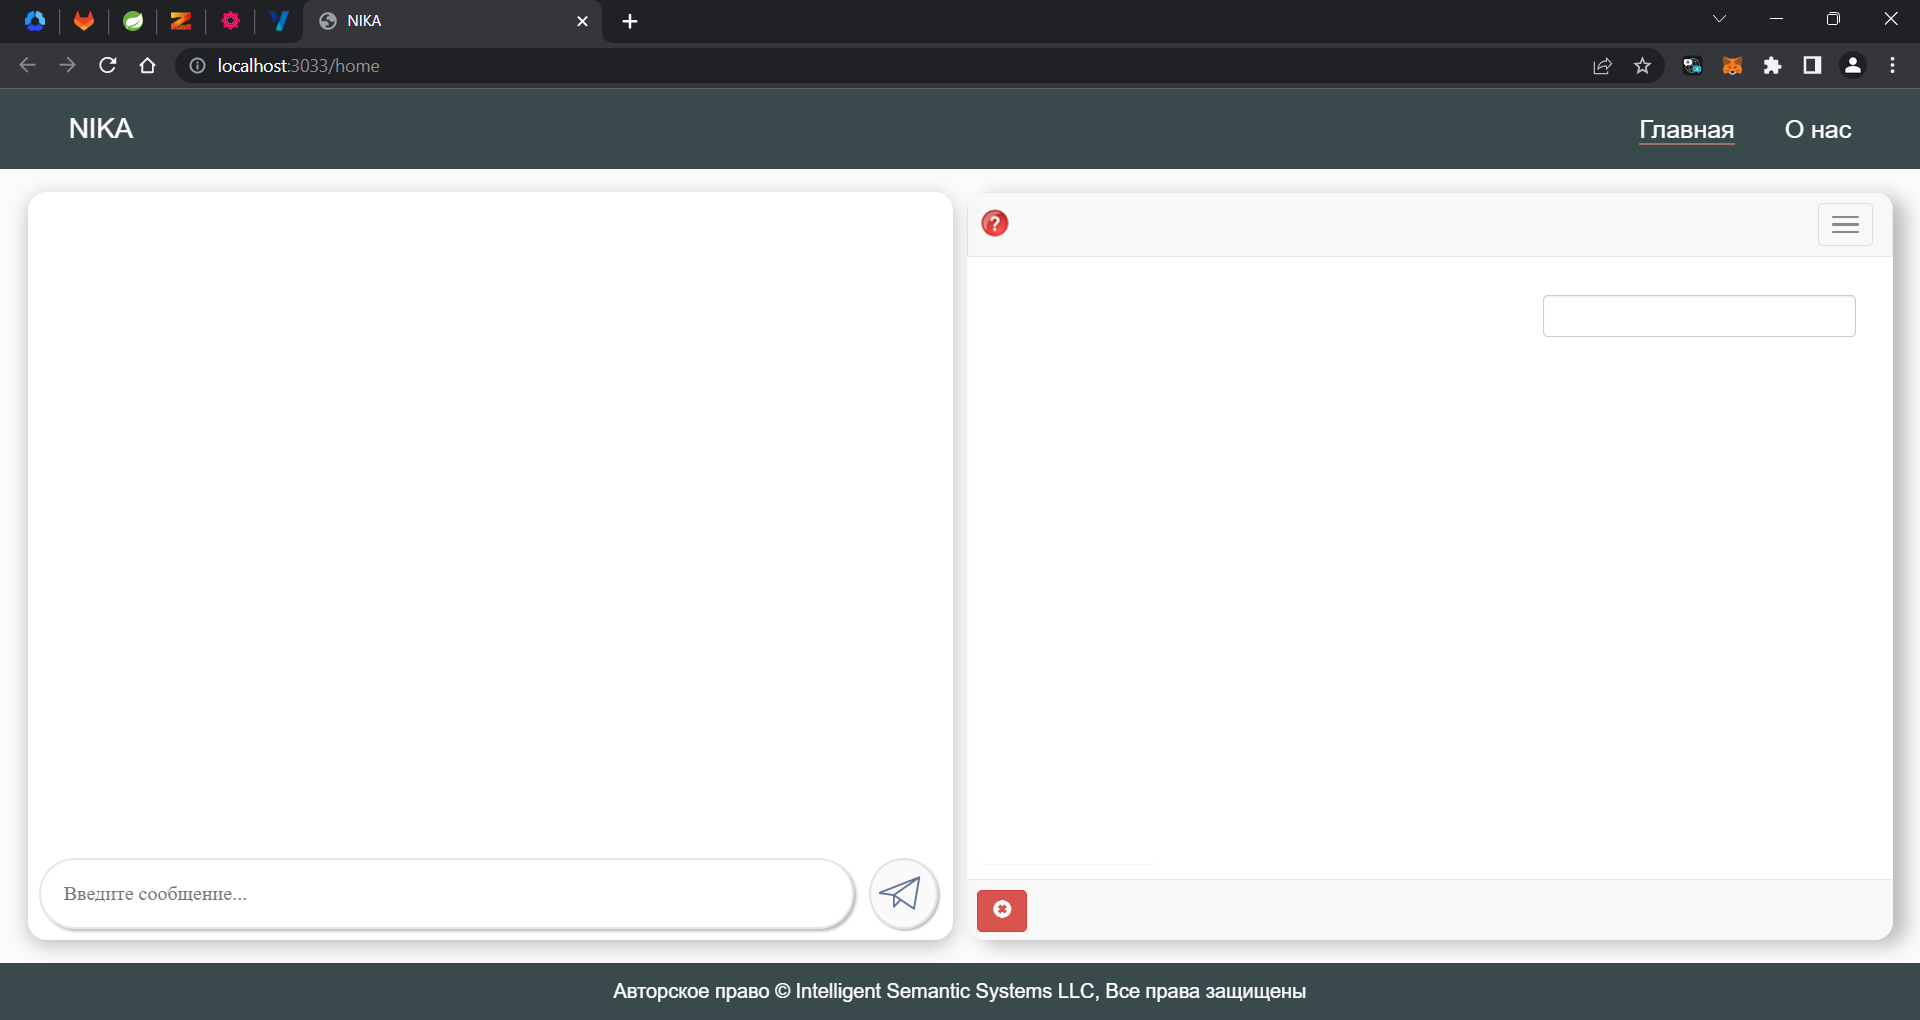 NIKA
localhost:3033/home
NIKA
Главная
О нас
?
Введите сообщение...
Авторское право © Intelligent Semantic Systems LLC, Все права защищены